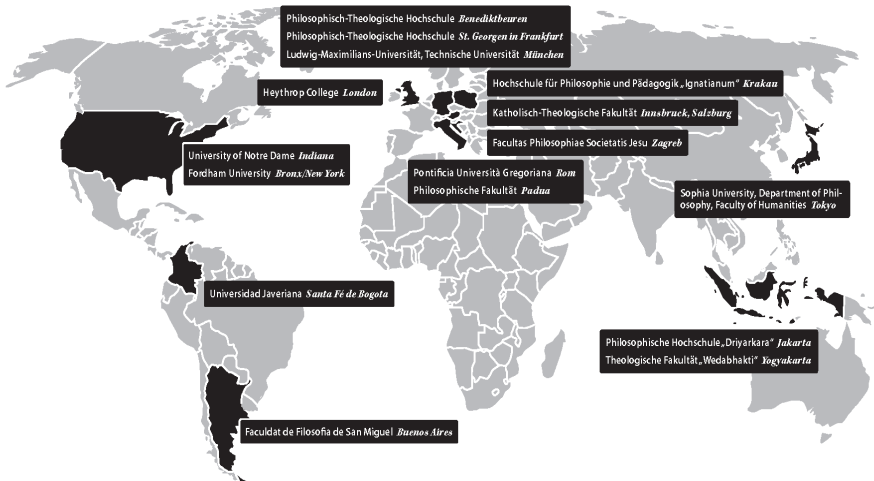 Philosophisch-Theologische Hochschule Benediktbeuren
Philosophisch-Theologische Hochschule St. Georgen in Frankfurt
Ludwig-Maximilians-Universität, Technische Universität München
Heythrop College London
Hochschule für Philosophie und Pädagogik „Ignatianum“ Krakau
Katholisch-Theologische Fakultät Innsbruck, Salzburg
Facultas Philosophiae Societatis Jesu Zagreb
University of Notre Dame Indiana
Fordham University Bronx/New York
Pontificia Università Gregoriana Rom
Philosophische Fakultät Padua
Sophia University, Department of Phil-
osophy, Faculty of Humanities Tokyo
Universidad Javeriana Santa Fé de Bogota
Philosophische Hochschule „Driyarkara“ Jakarta
Theologische Fakultät „Wedabhakti“ Yogyakarta
Faculdat de Filosofia de San Miguel Buenos Aires